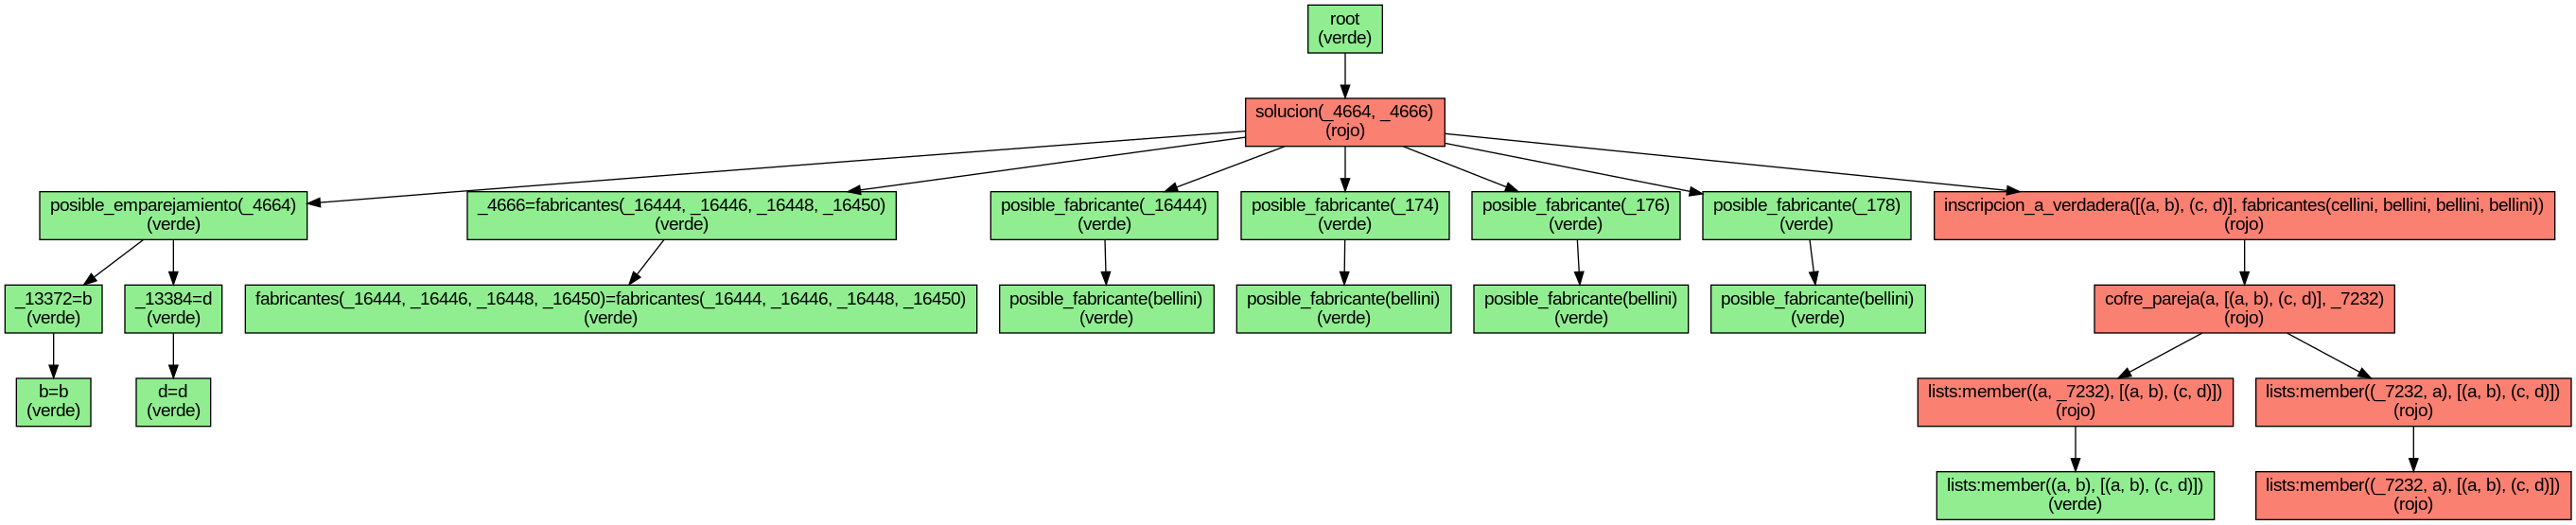 root
(verde)
solucion(_4664, _4666)
(rojo)
posible_emparejamiento(_4664)
(verde)
_4666=fabricantes(_16444, _16446, _16448, _16450)
(verde)
posible_fabricante(_16444)
(verde)
posible_fabricante(_174)
(verde)
posible_fabricante(_176)
(verde)
posible_fabricante(_178)
(verde)
inscripcion_a_verdadera([(a, b), (c, d)], fabricantes(cellini, bellini, bellini, bellini))
(rojo)
_13372=b
(verde)
_13384=d
(verde)
fabricantes(_16444, _16446, _16448, _16450)=fabricantes(_16444, _16446, _16448, _16450)
(verde)
posible_fabricante(bellini)
(verde)
posible_fabricante(bellini)
(verde)
posible_fabricante(bellini)
(verde)
posible_fabricante(bellini)
(verde)
cofre_pareja(a, [(a, b), (c, d)], _7232)
(rojo)
b=b
(verde)
d=d
(verde)
lists:member((a, _7232), [(a, b), (c, d)])
(rojo)
lists:member((_7232, a), [(a, b), (c, d)])
(rojo)
lists:member((a, b), [(a, b), (c, d)])
(verde)
lists:member((_7232, a), [(a, b), (c, d)])
(rojo)